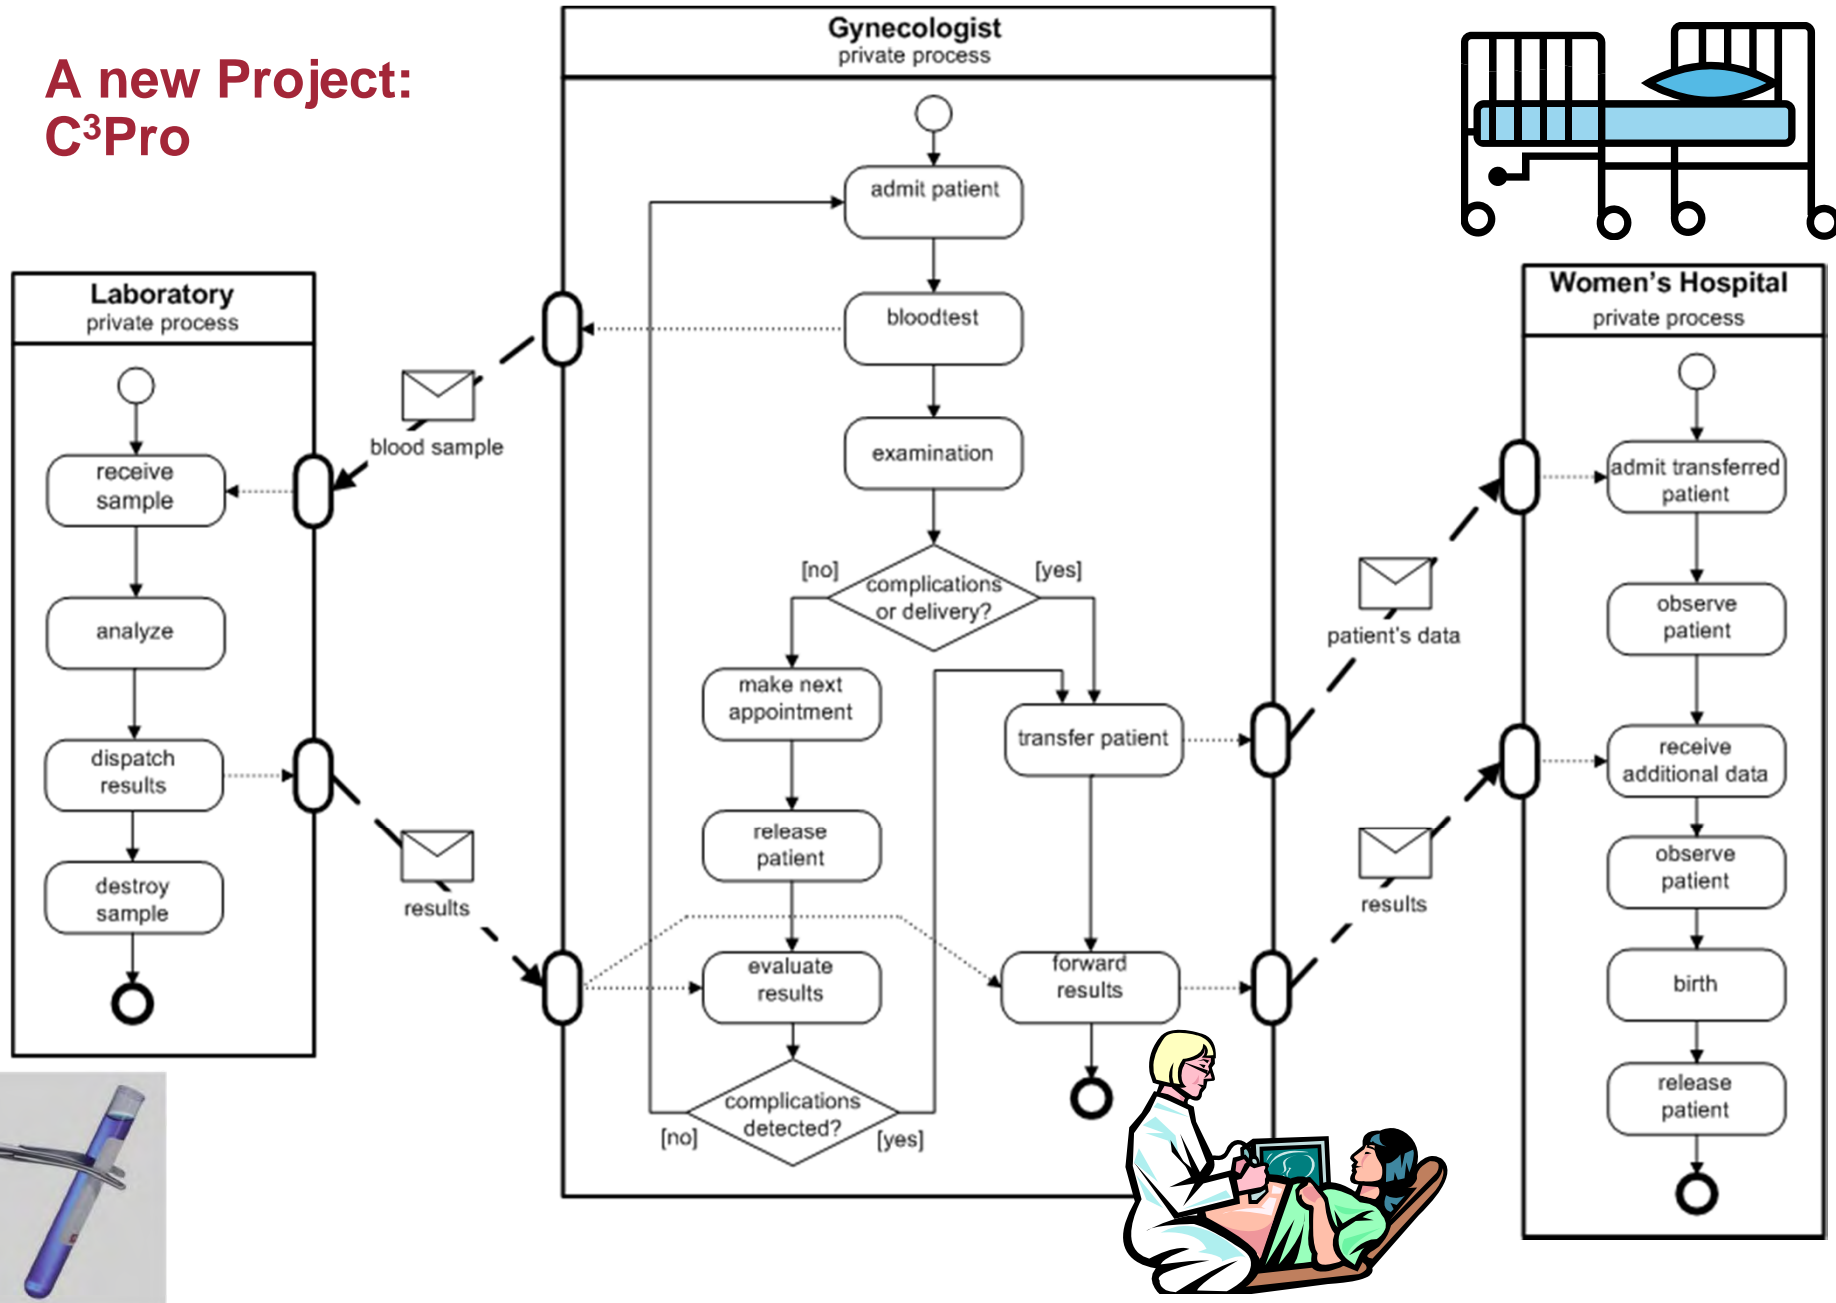 A new Project:
C³Pro
Gynecologist
private process
admit patient
bloodtest
examination
[no]
complications
or delivery?
[yes]
make next
appointment
transfer patient
release
patient
evaluate
results
forward
results
complications
detected?
[no]
[yes]
Laboratory
private process
receive
sample
analyze
dispatch
results
destroy
sample
blood sample
results
Women's Hospital
private process
admit transferred
patient
observe
patient
receive
additional data
observe
patient
birth
release
patient
patient's data
results